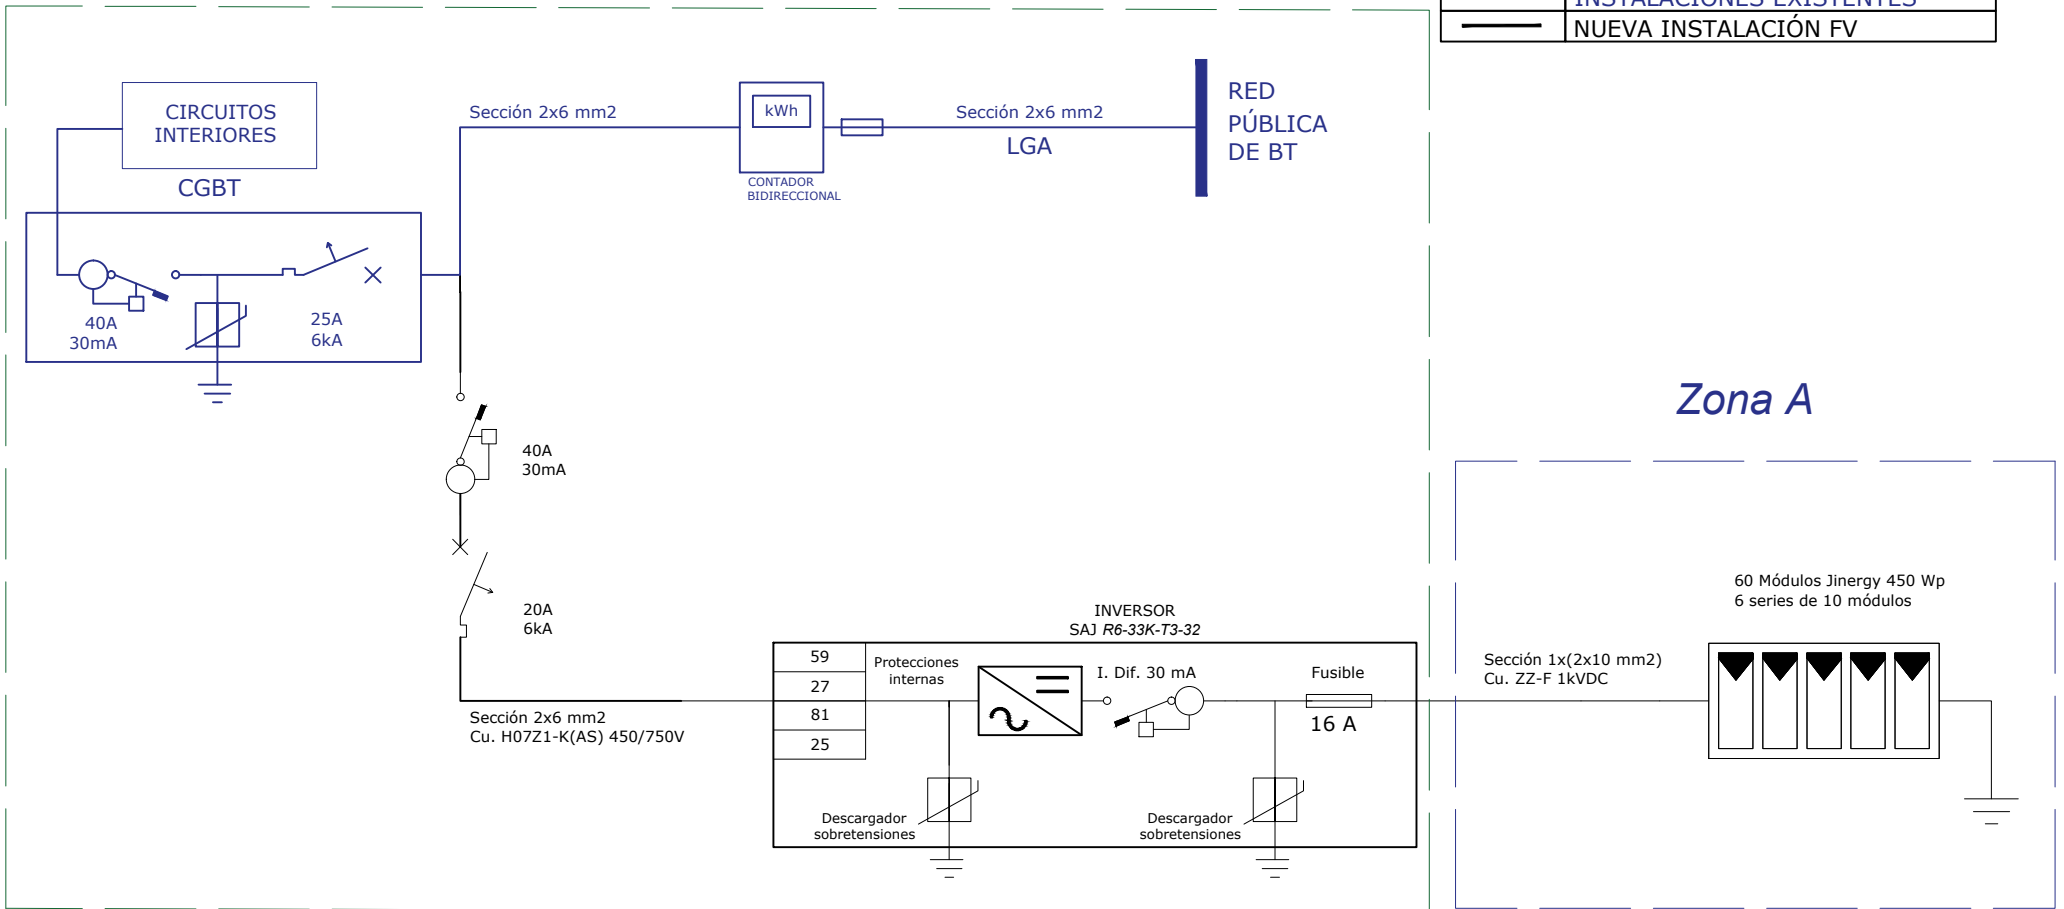 INSTALACIONES EXISTENTES
NUEVA INSTALACIÓN FV
CIRCUITOS
INTERIORES
CGBT
40A
30mA
25A
6kA
Sección 2x6 mm2
kWh
CONTADOR
BIDIRECCIONAL
Sección 2x6 mm2
LGA
RED
PÚBLICA
DE BT
40A
30mA
20A
6kA
Sección 2x6 mm2
Cu. H07Z1-K(AS) 450/750V
INVERSOR
SAJ R6-33K-T3-32
59
27
81
25
Protecciones
internas
I. Dif. 30 mA
Fusible
16 A
Descargador
sobretensiones
Descargador
sobretensiones
Zona A
Sección 1x(2x10 mm2)
Cu. ZZ-F 1kVDC
60 Módulos Jinergy 450 Wp
6 series de 10 módulos